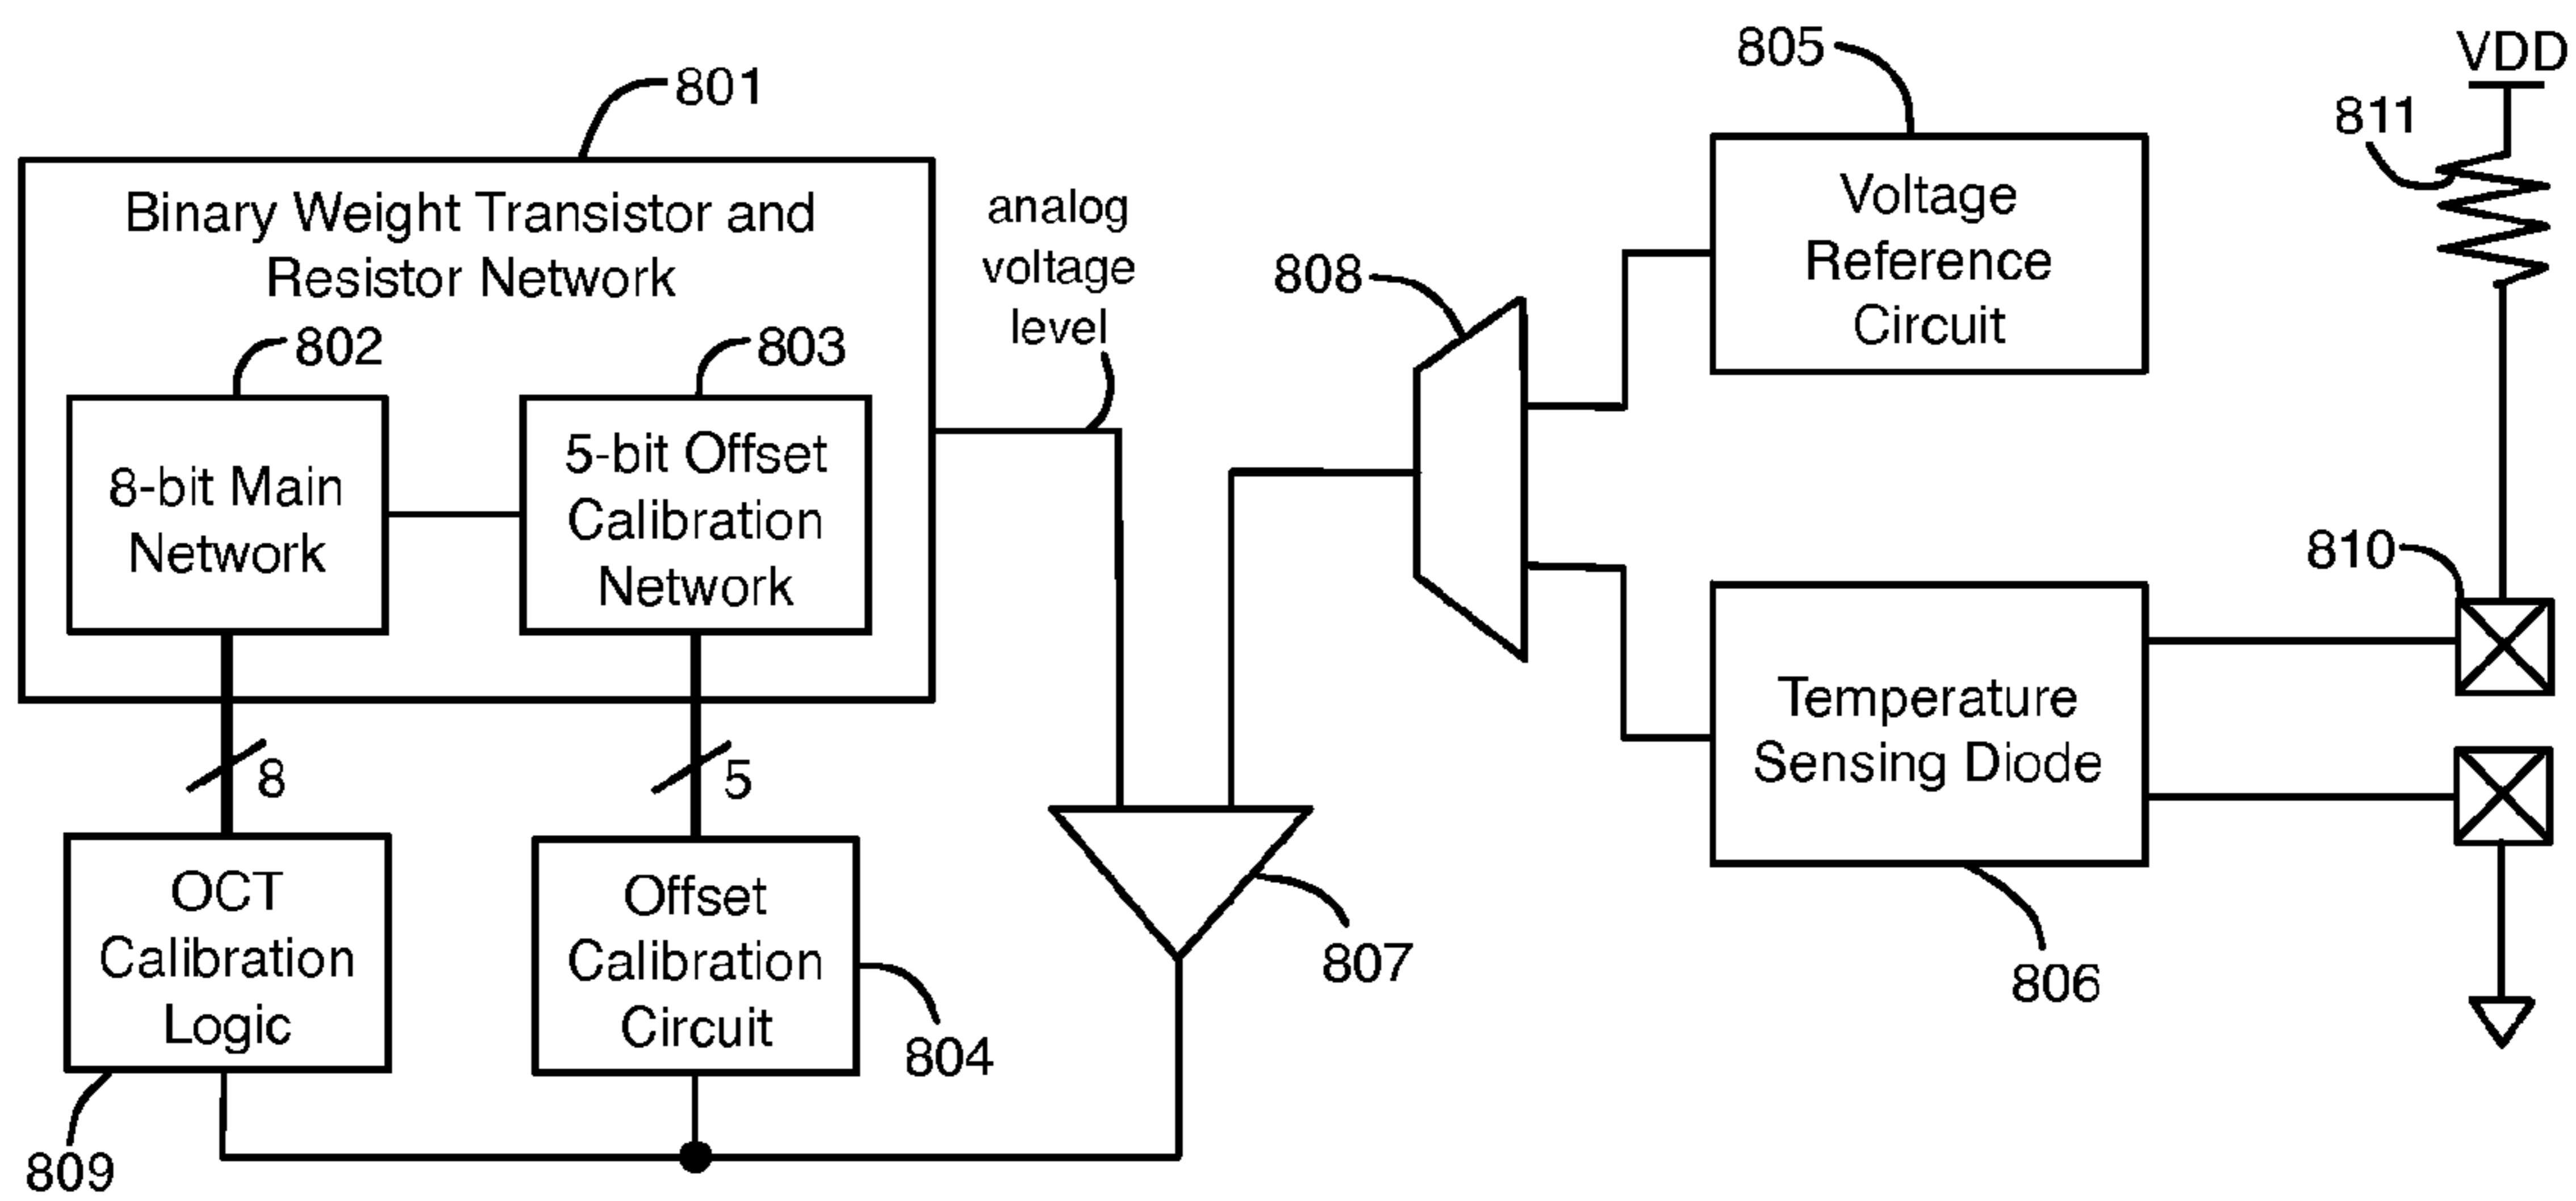 801
Binary Weight Transistor and
Resistor Network
802
803
8-bit Main
Network
5-bit Offset
Calibration
Network
analog
voltage
level
8
5
OCT
Calibration
Logic
809
Offset
Calibration
Circuit
804
807
808
805
Voltage
Reference
Circuit
Temperature
Sensing Diode
806
VDD
811
810